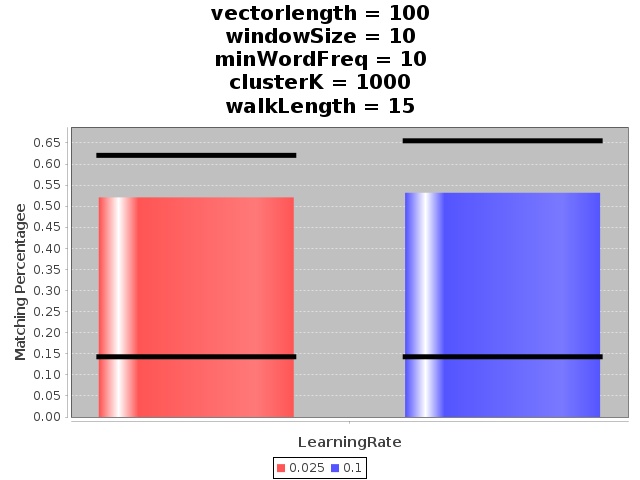 vectorlength = 100
windowSize = 10
minWordFreq = 10
clusterK = 1000
walkLength = 15
0.65
0.60
0.55
0.50
0.45
0.40
0.35
0.30
0.25
0.20
0.15
0.10
0.05
0.00
Matching Percentagee
LearningRate
0.025 0.1